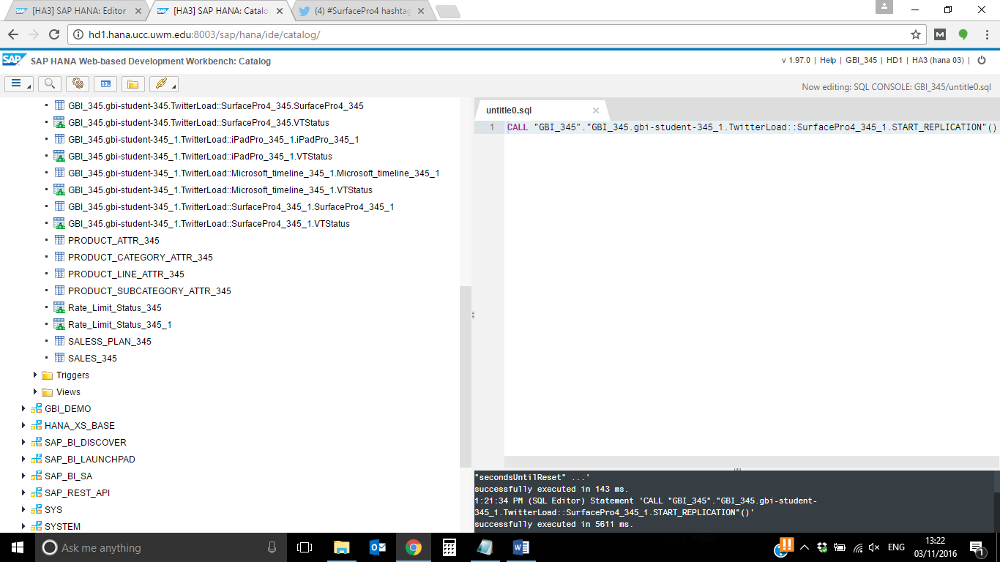 [HA3] SAP HANA: Editor
[HA3] SAP HANA: Catalo
(4) #SurfacePro4 hashtag
hd1.hana.ucc.uwm.edu:8003/sap/hana/ide/catalog/
SAP SAP HANA Web-based Development Workbench: Catalog
v 1.97.0 | Help | GBI_345 | HD1 | HA3 (hana 03) |
SQL
Now editing: SQL CONSOLE: GBI_345/untitle0.sql
GBI_345.gbi-student-345.TwitterLoad::SurfacePro4_345.SurfacePro4_345
GBI_345.gbi-student-345.TwitterLoad::SurfacePro4_345.VTStatus
GBI_345.gbi-student-345_1.TwitterLoad::iPadPro_345_1.iPadPro_345_1
GBI_345.gbi-student-345_1.TwitterLoad::iPadPro_345_1.VTStatus
GBI_345.gbi-student-345_1.TwitterLoad::Microsoft_timeline_345_1.Microsoft_timeline_345_1
GBI_345.gbi-student-345_1.TwitterLoad::Microsoft_timeline_345_1.VTStatus
GBI_345.gbi-student-345_1.TwitterLoad::SurfacePro4_345_1.SurfacePro4_345_1
GBI_345.gbi-student-345_1.TwitterLoad::SurfacePro4_345_1.VTStatus
PRODUCT_ATTR_345
PRODUCT_CATEGORY_ATTR_345
PRODUCT_LINE_ATTR_345
PRODUCT_SUBCATEGORY_ATTR_345
Rate_Limit_Status_345
Rate_Limit_Status_345_1
SALESS_PLAN_345
SALES_345
Triggers
Views
GBI_DEMO
HANA_XS_BASE
SAP_BI_DISCOVER
SAP_BI_LAUNCHPAD
SAP_BI_SA
SAP_REST_API
SYS
SYSTEM
untitle0.sql
1 CALL "GBI_345"."GBI_345.gbi-student-345_1.TwitterLoad::SurfacePro4_345_1.START_REPLICATION"()
"secondsUntilReset" ...'
successfully executed in 143 ms.
1:21:34 PM (SQL Editor) Statement 'CALL "GBI_345"."GBI_345.gbi-student-
345_1.TwitterLoad::SurfacePro4_345_1.START_REPLICATION"()'
successfully executed in 5611 ms.
Ask me anything
ENG
13:22
03/11/2016
1